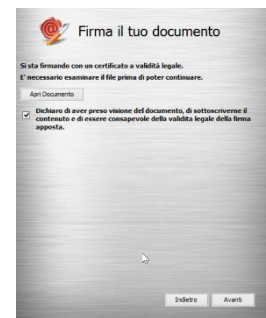 Firma il tuo documento
Si sta firmando con un certificato a validità legale.
E' necessario esaminare il file prima di poter continuare.
Apri Documento
Dichiaro di aver preso visione del documento, di sottoscriverne il
contenuto e di essere consapevole della validita legale della firma
apposta.
Indietro
Avanti